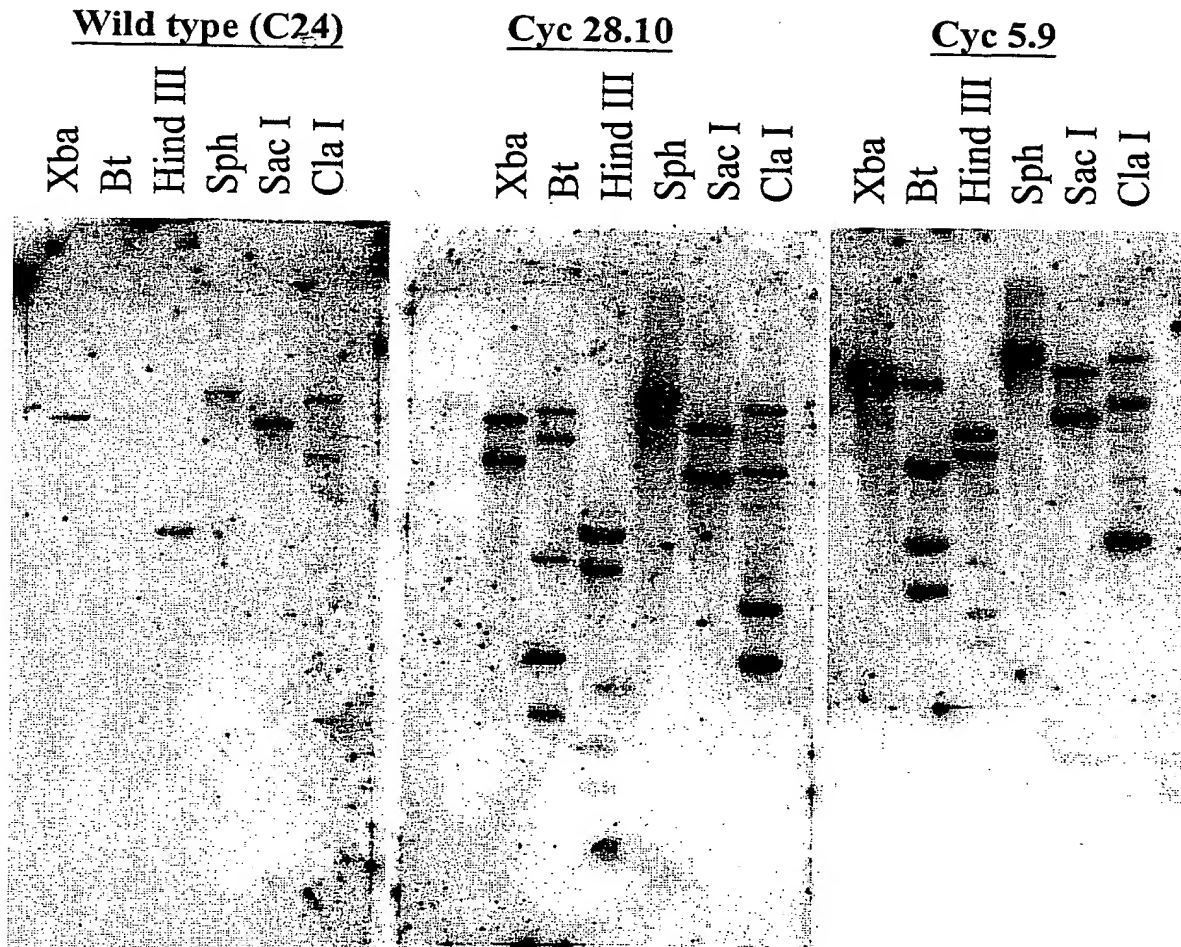 Wild type (C24)
Cyc 28.10
Cyc 5.9
Xba
Bt
Hind III
Sph
Sac I
Cla I
Xba
Bt
Hind III
Sph
Sac I
Cla I
Xba
Bt
Hind III
Sph
Sac I
Cla I